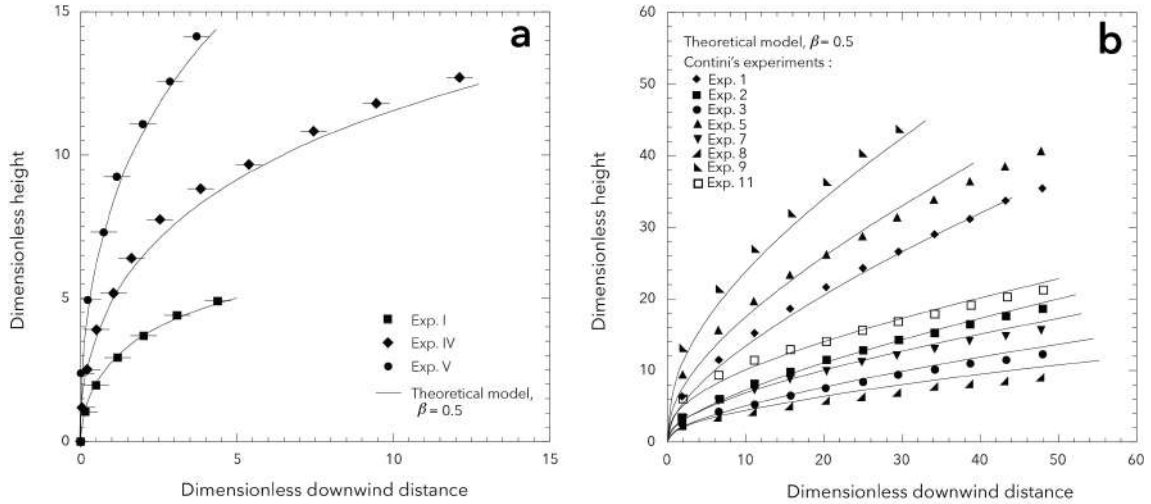 a
15
10
5
0
Dimensionless height
0
5
10
15
Dimensionless downwind distance
Exp. I
Exp. IV
Exp. V
Theoretical model,
β = 0.5
b
60
50
40
30
20
10
0
Dimensionless height
0
10
20
30
40
50
60
Dimensionless downwind distance
Theoretical model, β = 0.5
Contini's experiments :
Exp. 1
Exp. 2
Exp. 3
Exp. 5
Exp. 7
Exp. 8
Exp. 9
Exp. 11